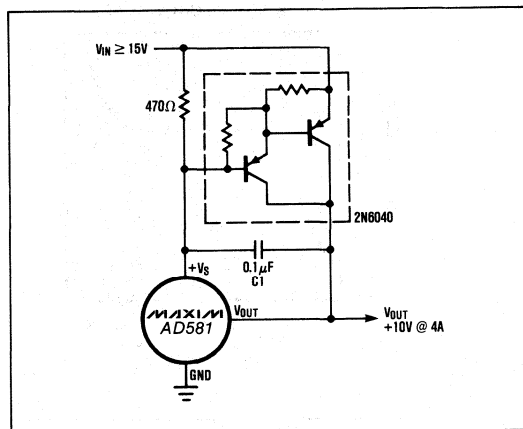 V_IN ≥ 15V
470Ω
2N6040
+V_S
0.1µF
C1
MAXIM
AD581
V_OUT
V_OUT
+10V @ 4A
GND